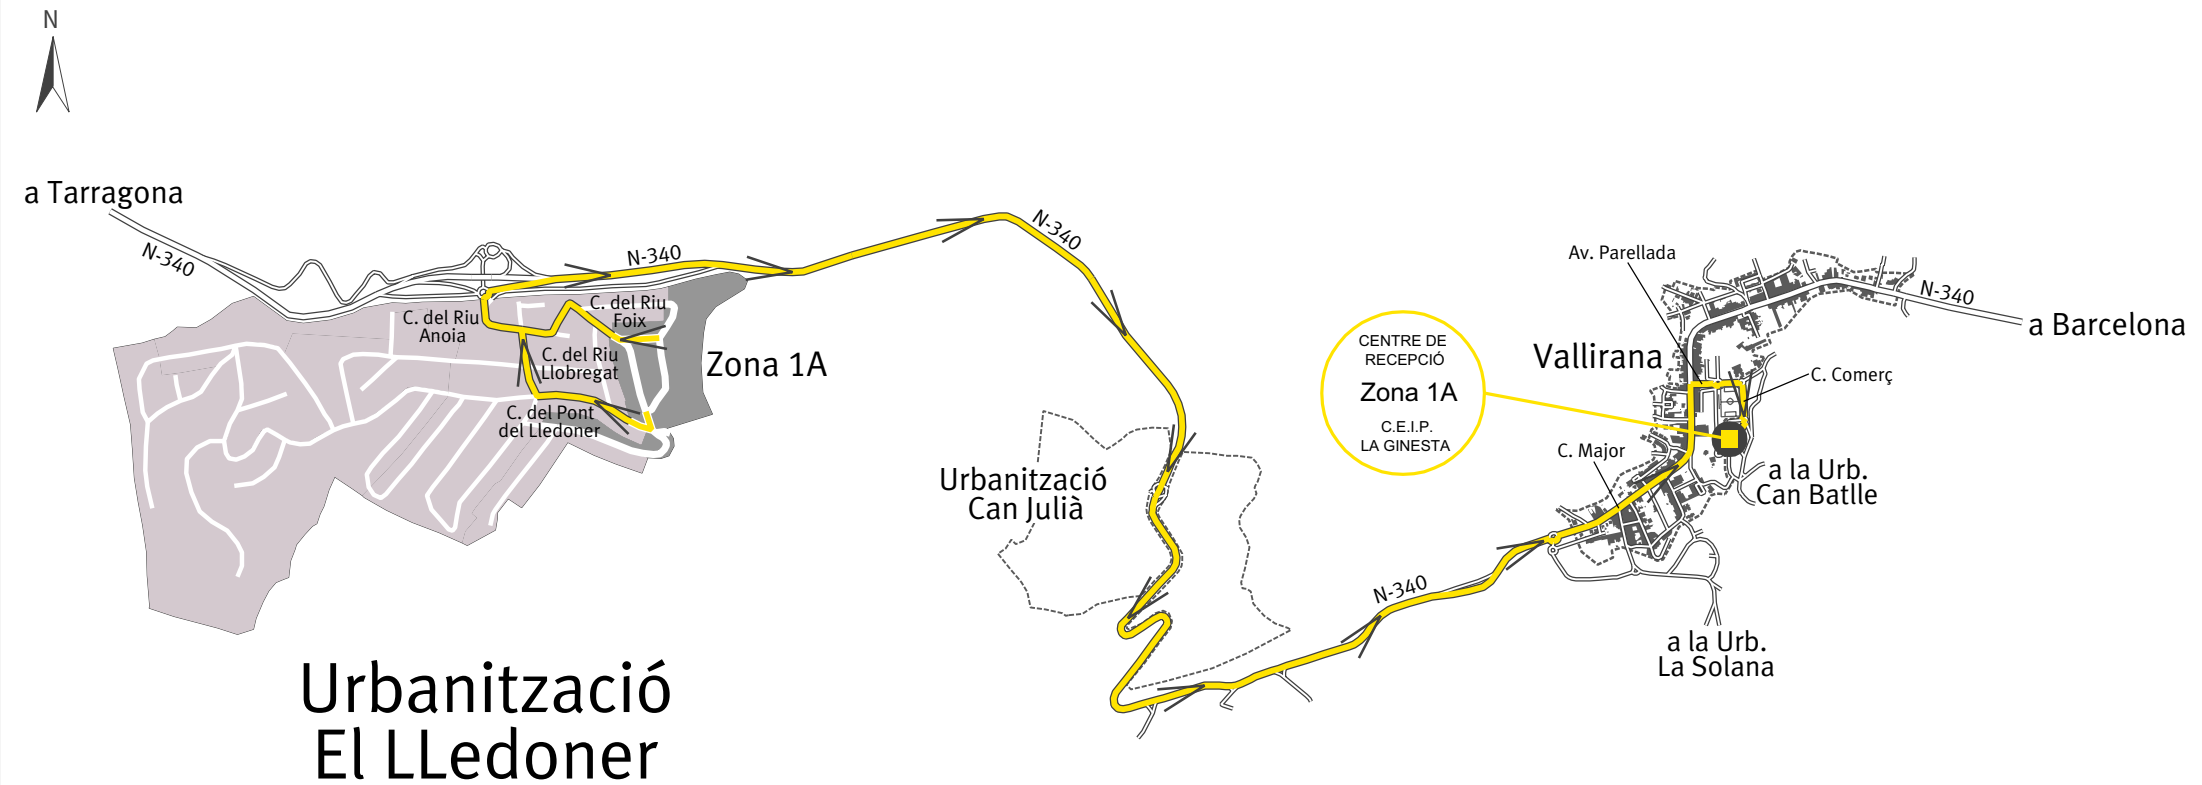 N
a Tarragona
N-340
N-340
C. del Riu
Foix
C. del Riu
Anoia
C. del Riu
Llobregat
C. del Pont
del Lledoner
Zona 1A
N-340
Urbanització
Can Julià
N-340
CENTRE DE
RECEPCIÓ
Zona 1A
C.E.I.P.
LA GINESTA
Av. Parellada
Vallirana
N-340
a Barcelona
C. Comerç
C. Major
a la Urb.
Can Batlle
a la Urb.
La Solana
Urbanització
El LLedoner